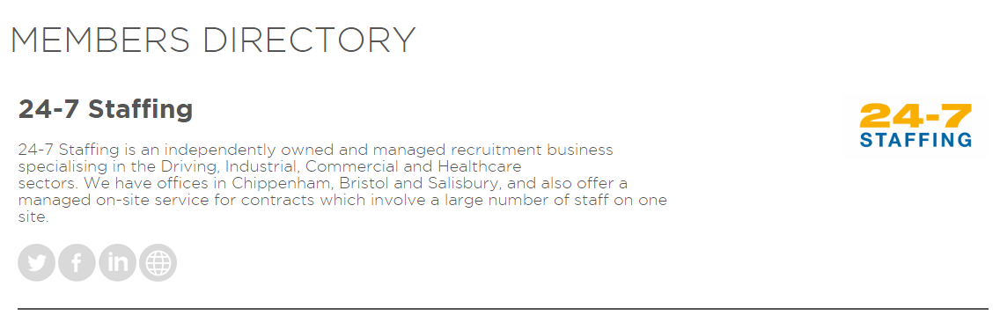 MEMBERS DIRECTORY
24-7 Staffing
24-7 STAFFING
24-7 Staffing is an independently owned and managed recruitment business
specialising in the Driving, Industrial, Commercial and Healthcare
sectors. We have offices in Chippenham, Bristol and Salisbury, and also offer a
managed on-site service for contracts which involve a large number of staff on one
site.
in